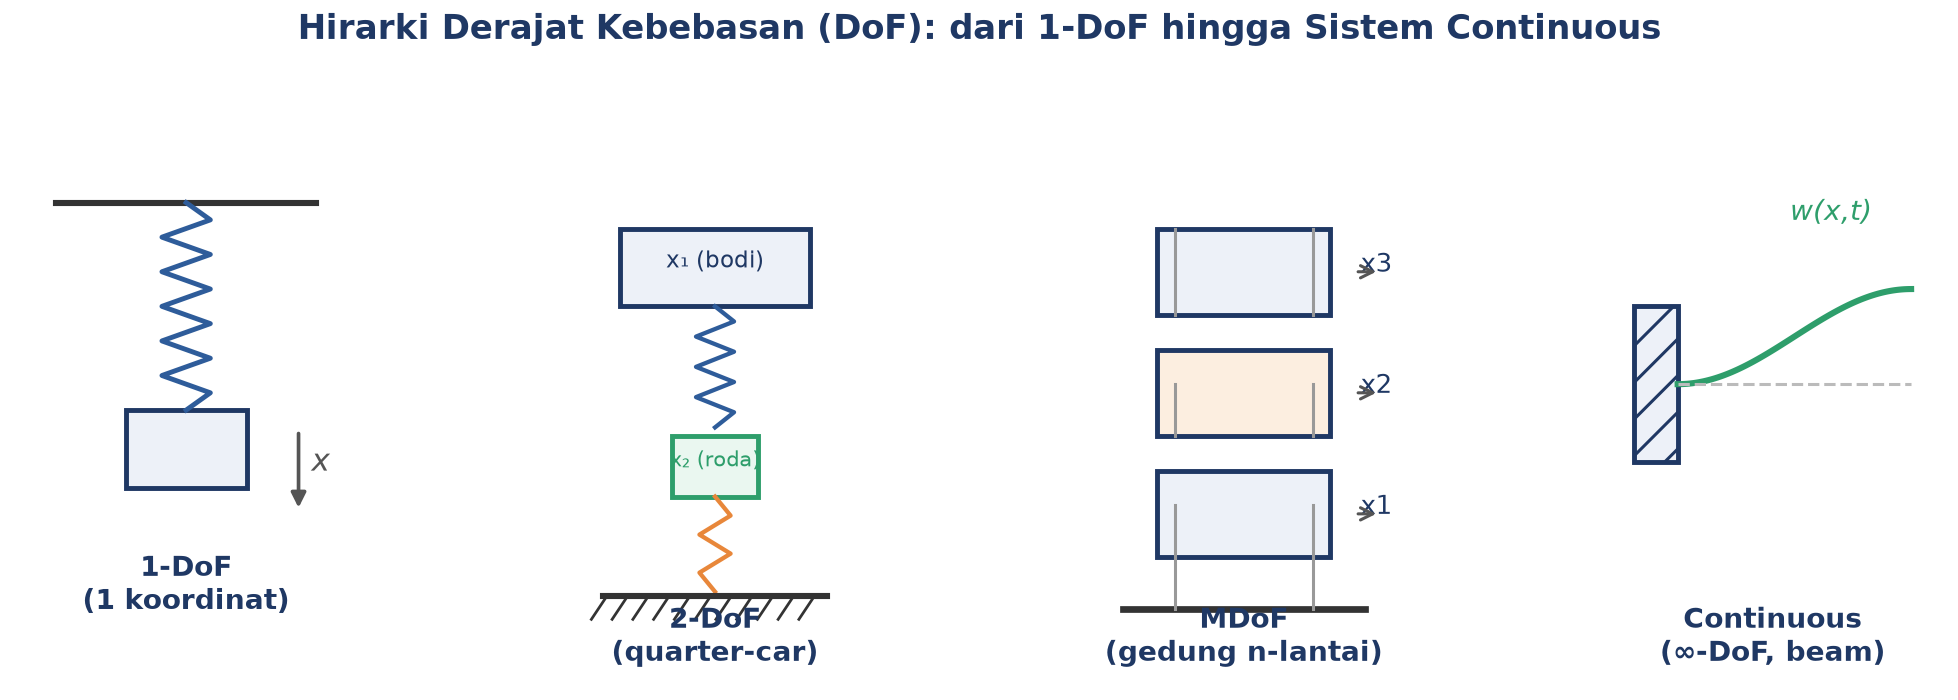 Hirarki Derajat Kebebasan (DoF): dari 1-DoF hingga Sistem Continuous
x
1-DoF
(1 koordinat)
x₁ (bodi)
x₂ (roda)
2-DoF
(quarter-car)
x3
x2
x1
MDoF
(gedung n-lantai)
w(x,t)
Continuous
(∞-DoF, beam)